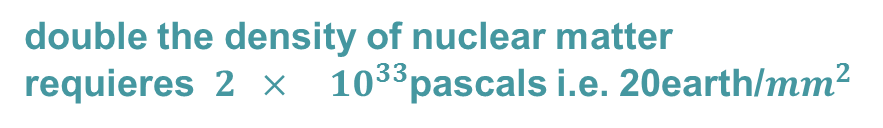 double the density of nuclear matter
requieres 2 × 10³³pascals i.e. 20earth/mm²